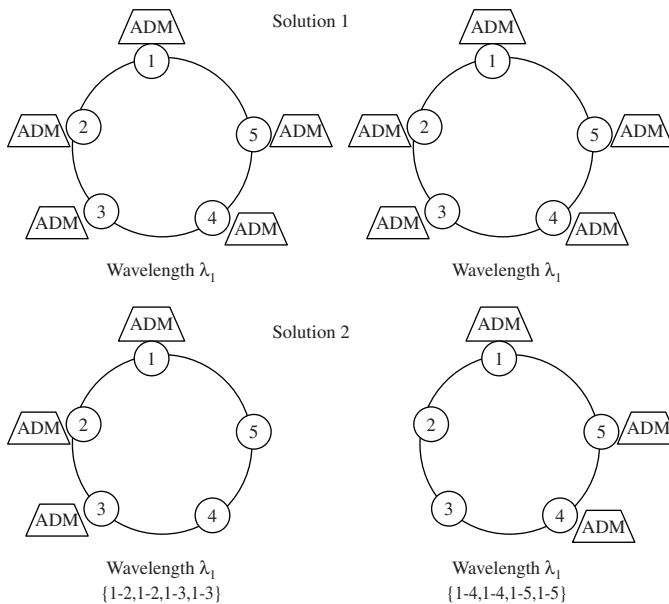 Solution 1
ADM
1
ADM
2
ADM
3
4
ADM
5
ADM
Wavelength λ1
ADM
1
ADM
2
ADM
3
4
ADM
5
ADM
Wavelength λ1
Solution 2
ADM
1
ADM
2
ADM
3
4
5
Wavelength λ1
{1-2,1-2,1-3,1-3}
ADM
1
2
3
4
ADM
5
ADM
Wavelength λ1
{1-4,1-4,1-5,1-5}